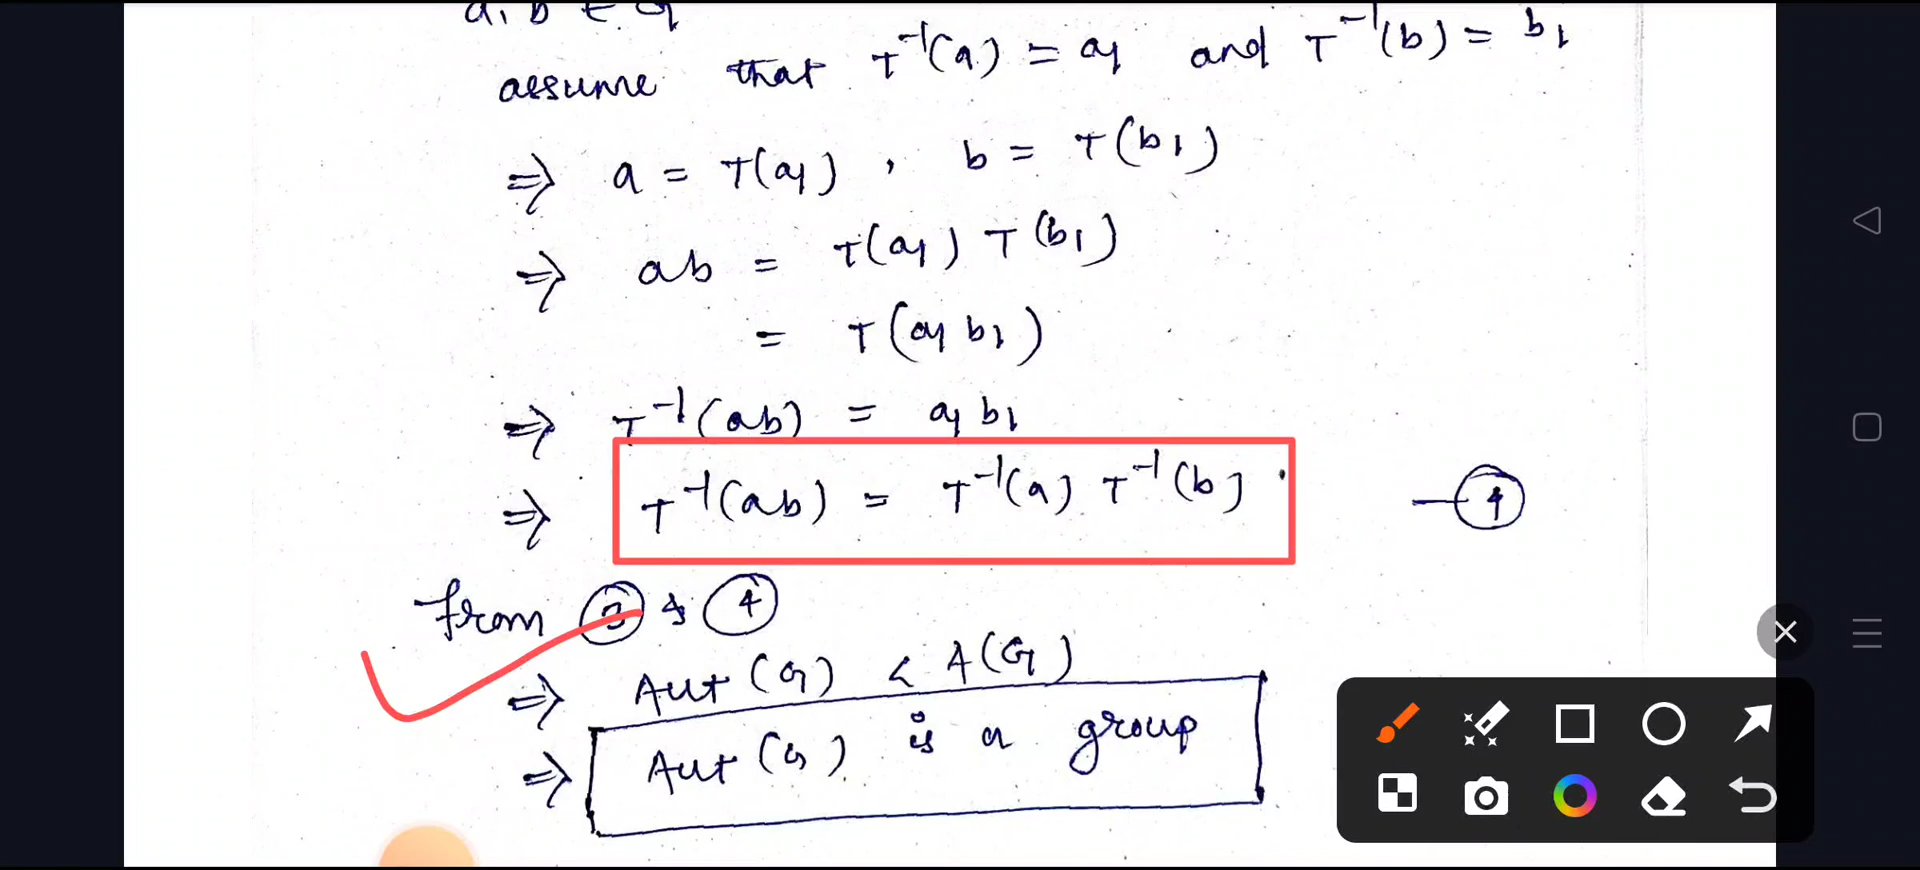 a, b ∈ G
assume that T⁻¹(a) = a₁ and T⁻¹(b) = b₁
⇒ a = T(a₁), b = T(b₁)
⇒ ab = T(a₁) T(b₁)
= T(a₁ b₁)
⇒ T⁻¹(ab) = a₁ b₁
⇒ T⁻¹(ab) = T⁻¹(a) T⁻¹(b). — ④
from ③ & ④
⇒ Aut(G) < A(G)
⇒ Aut(G) is a group